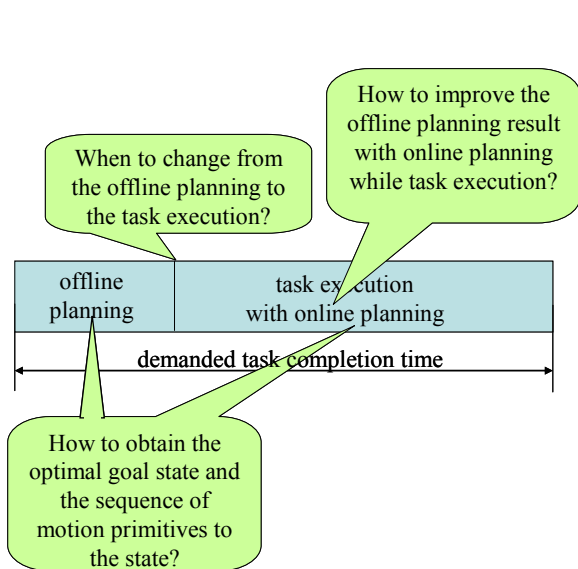 How to improve the
offline planning result
with online planning
while task execution?
When to change from
the offline planning to
the task execution?
offline
planning
task execution
with online planning
demanded task completion time
How to obtain the
optimal goal state and
the sequence of
motion primitives to
the state?